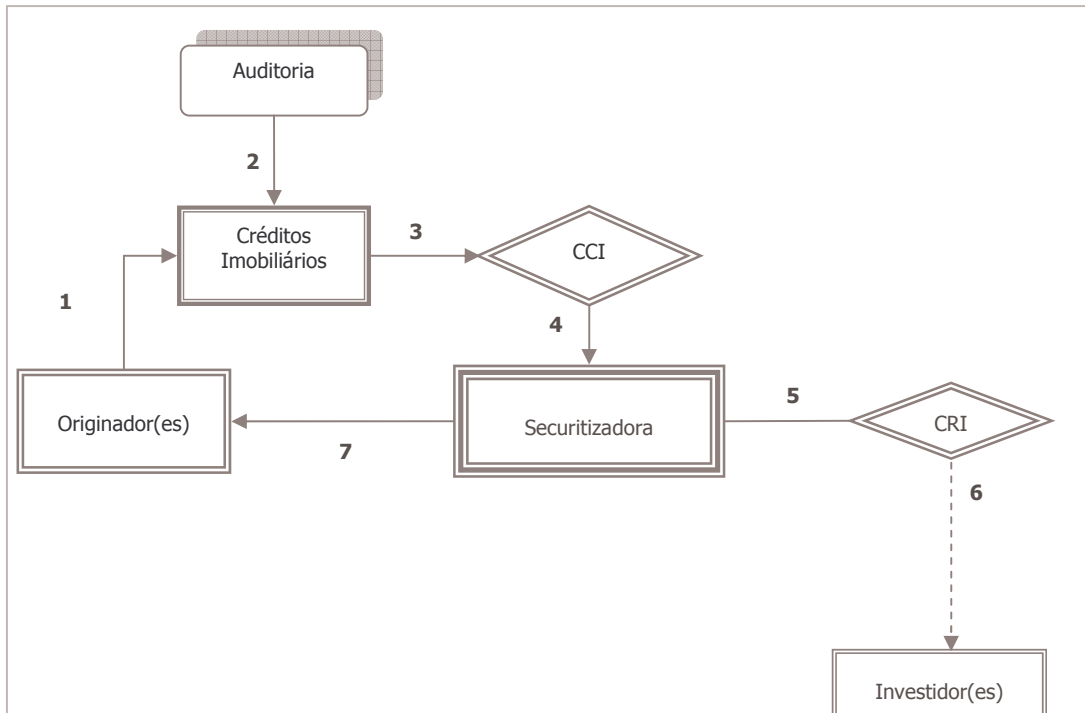 Auditoria
2
Créditos
Imobiliários
3
CCI
1
4
Originador(es)
7
Securitizadora
5
CRI
6
Investidor(es)